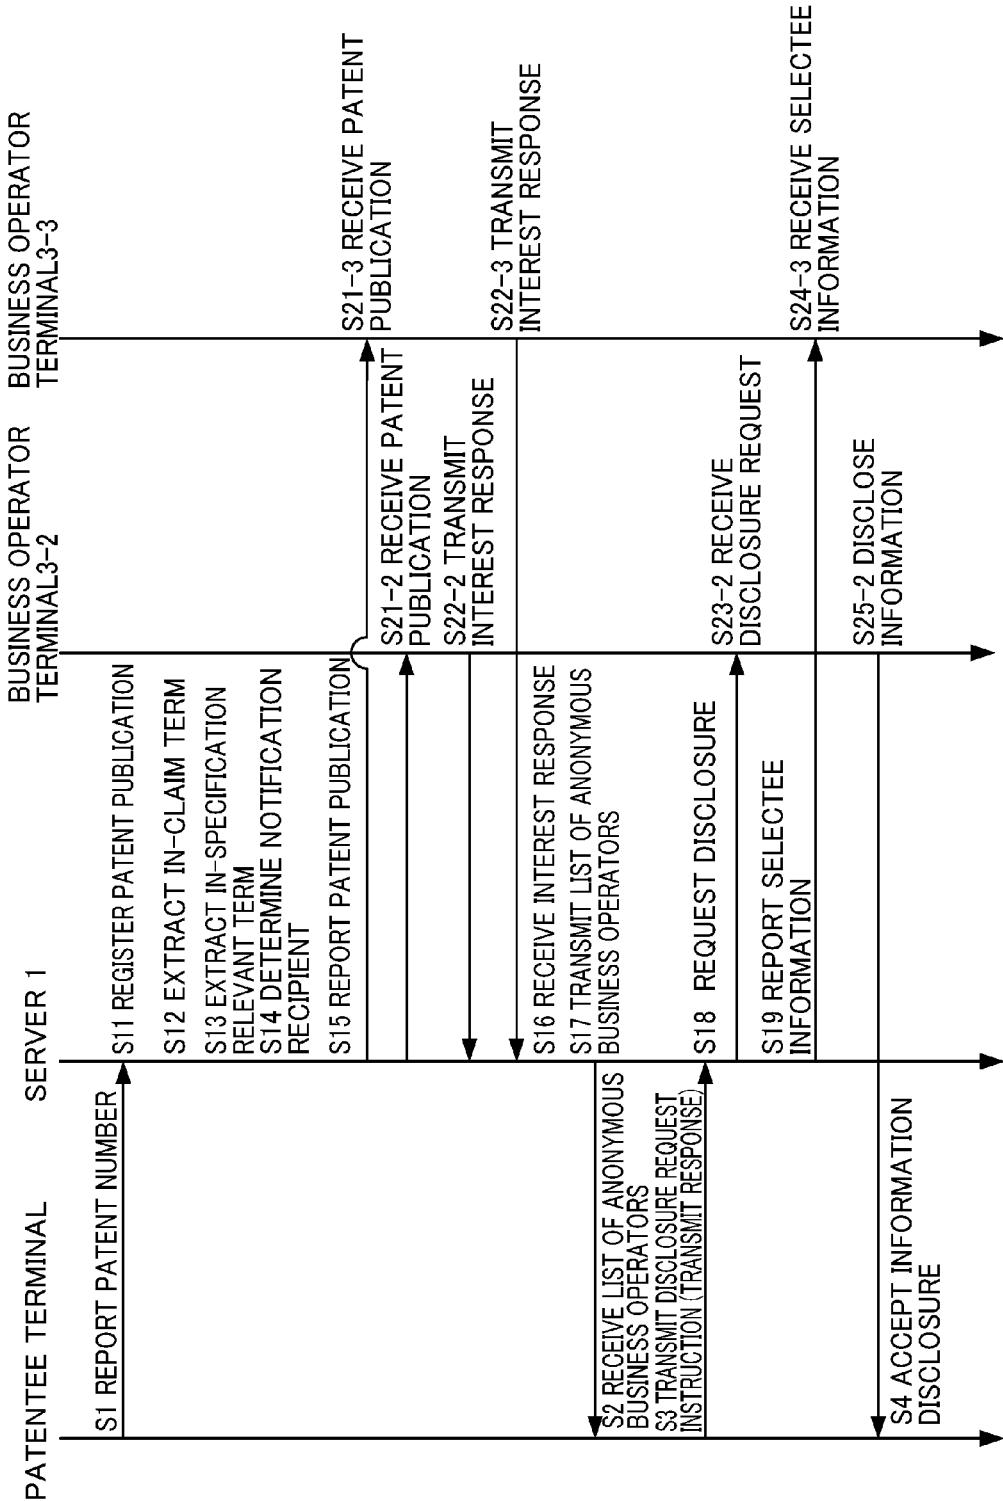 PATENTEE TERMINAL
SERVER 1
BUSINESS OPERATOR
TERMINAL3-2
BUSINESS OPERATOR
TERMINAL3-3
S1 REPORT PATENT NUMBER
S11 REGISTER PATENT PUBLICATION
S12 EXTRACT IN-CLAIM TERM
S13 EXTRACT IN-SPECIFICATION
RELEVANT TERM
S14 DETERMINE NOTIFICATION
RECIPIENT
S15 REPORT PATENT PUBLICATION
S21-3 RECEIVE PATENT
PUBLICATION
S21-2 RECEIVE PATENT
PUBLICATION
S22-2 TRANSMIT
INTEREST RESPONSE
S22-3 TRANSMIT
INTEREST RESPONSE
S16 RECEIVE INTEREST RESPONSE
S17 TRANSMIT LIST OF ANONYMOUS
BUSINESS OPERATORS
S2 RECEIVE LIST OF ANONYMOUS
BUSINESS OPERATORS
S3 TRANSMIT DISCLOSURE REQUEST
INSTRUCTION (TRANSMIT RESPONSE)
S18 REQUEST DISCLOSURE
S23-2 RECEIVE
DISCLOSURE REQUEST
S19 REPORT SELECTEE
INFORMATION
S24-3 RECEIVE SELECTEE
INFORMATION
S25-2 DISCLOSE
INFORMATION
S4 ACCEPT INFORMATION
DISCLOSURE